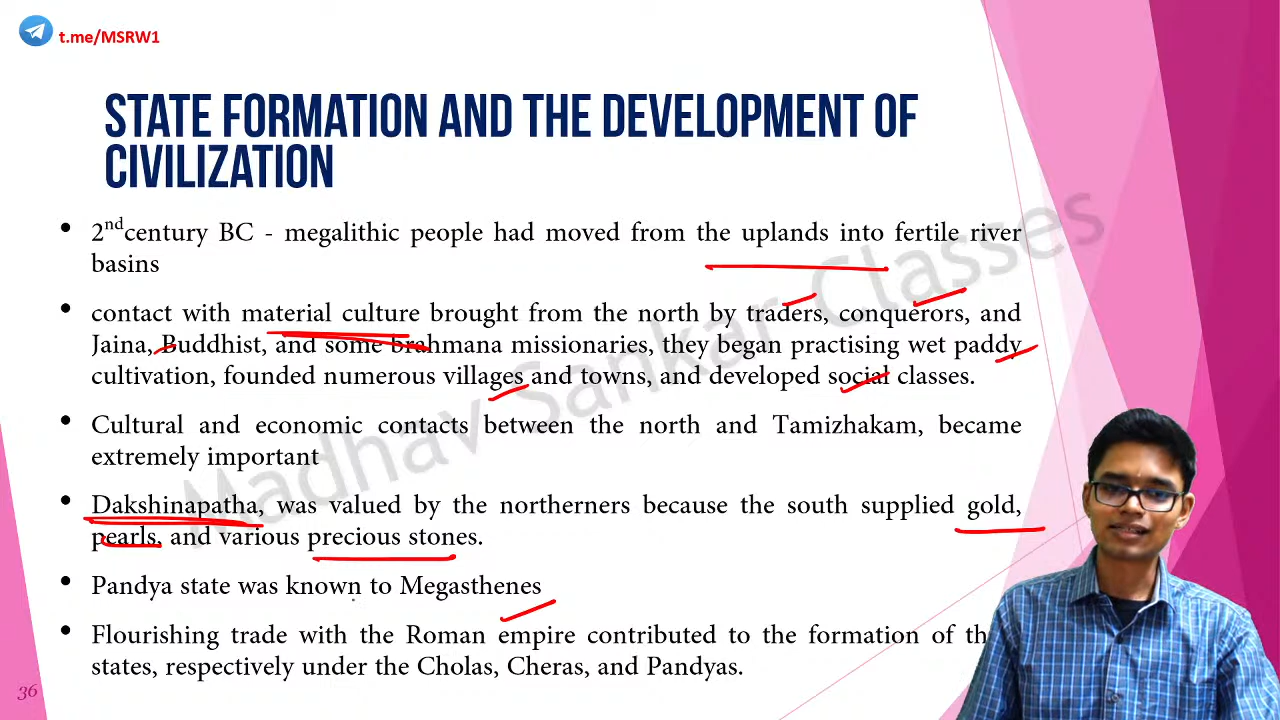 t.me/MSRW1
STATE FORMATION AND THE DEVELOPMENT OF
CIVILIZATION
• 2ndcentury BC - megalithic people had moved from the uplands into fertile river
basins
• contact with material culture brought from the north by traders, conquerors, and
Jaina, Buddhist, and some brahmana missionaries, they began practising wet paddy
cultivation, founded numerous villages and towns, and developed social classes.
• Cultural and economic contacts between the north and Tamizhakam, became
extremely important
• Dakshinapatha, was valued by the northerners because the south supplied gold,
pearls, and various precious stones.
• Pandya state was known to Megasthenes
• Flourishing trade with the Roman empire contributed to the formation of
states, respectively under the Cholas, Cheras, and Pandyas.
36
Madhav Sankar Classes